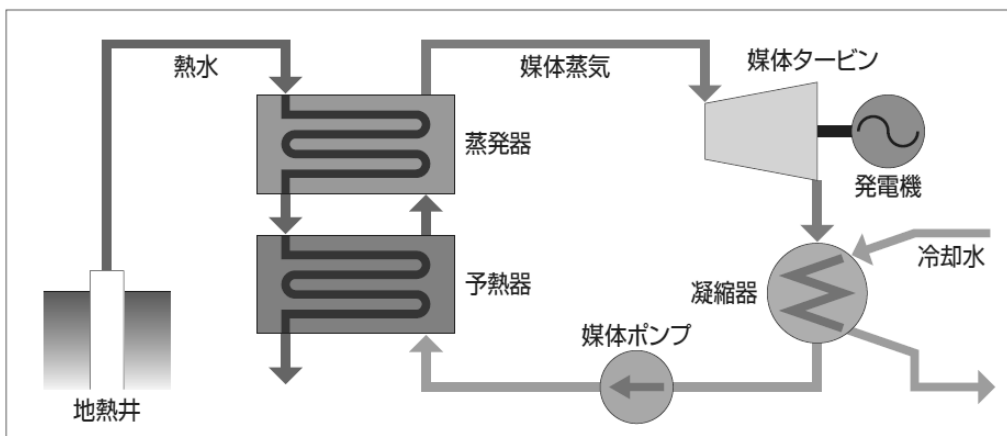 熱水
媒体蒸気
媒体タービン
蒸発器
発電機
予熱器
凝縮器
冷却水
媒体ポンプ
地熱井